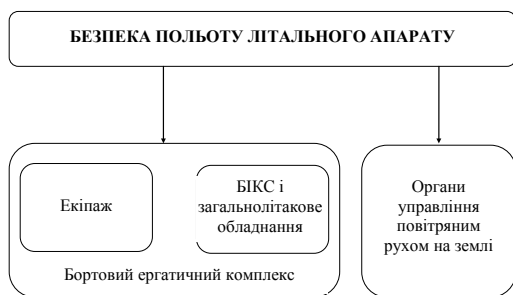 БЕЗПЕКА ПОЛЬОТУ ЛІТАЛЬНОГО АПАРАТУ
Екіпаж
БІКС і
загальнолітакове
обладнання
Бортовий ергатичний комплекс
Органи
управління
повітряним
рухом на землі